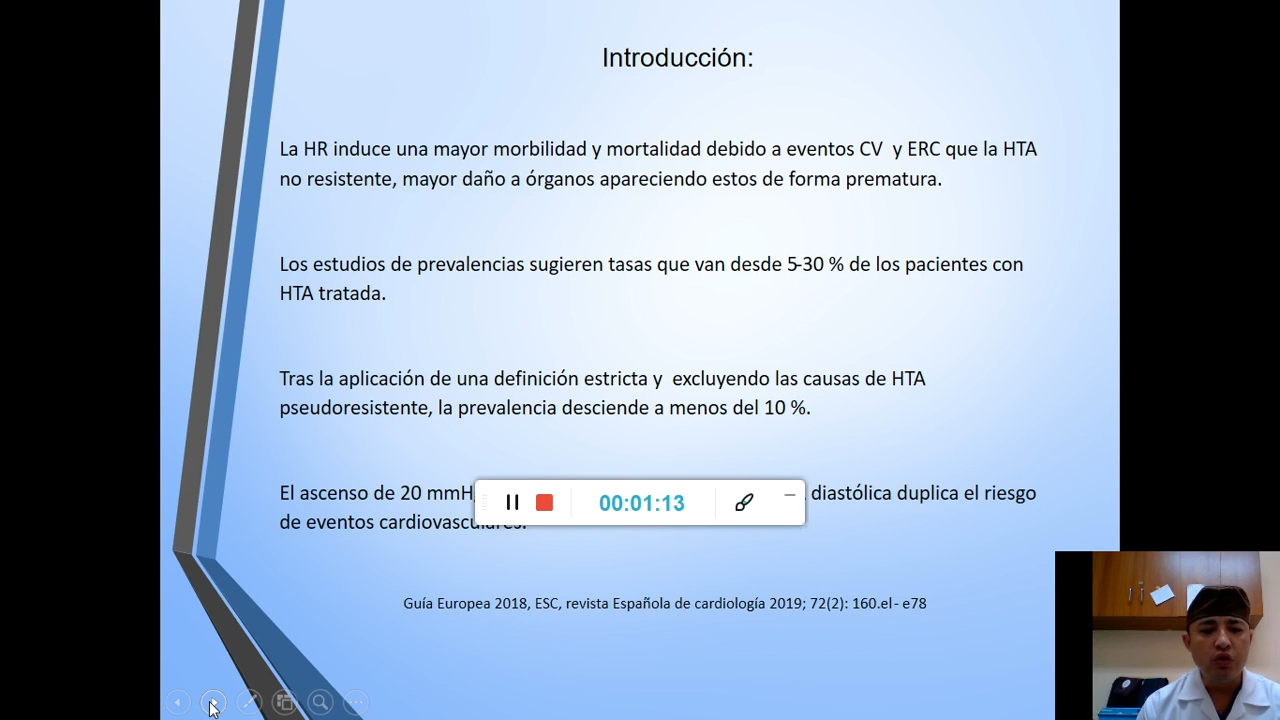 Introducción:
La HR induce una mayor morbilidad y mortalidad debido a eventos CV y ERC que la HTA
no resistente, mayor daño a órganos apareciendo estos de forma prematura.
Los estudios de prevalencias sugieren tasas que van desde 5-30 % de los pacientes con
HTA tratada.
Tras la aplicación de una definición estricta y excluyendo las causas de HTA
pseudoresistente, la prevalencia desciende a menos del 10 %.
El ascenso de 20 mmH diastólica duplica el riesgo
00:01:13
de eventos cardiovasculares.
Guía Europea 2018, ESC, revista Española de cardiología 2019; 72(2): 160.el- e78